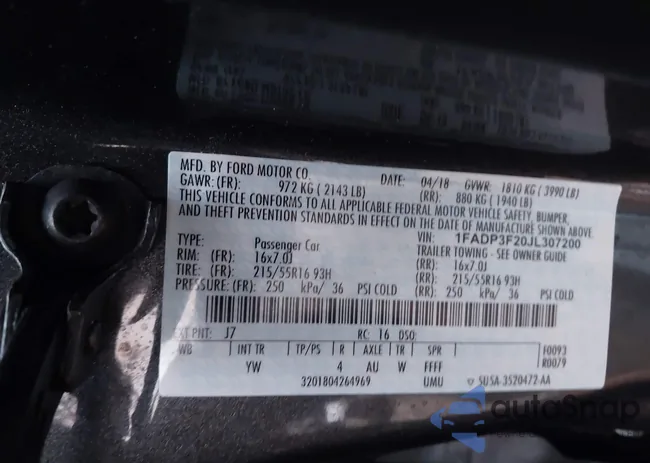 MFD. BY FORD MOTOR CO.
DATE: 04/18 GVWR: 1810 KG ( 3990 LB)
GAWR: (FR): 972 KG ( 2143 LB) (RR): 880 KG ( 1940 LB)
THIS VEHICLE CONFORMS TO ALL APPLICABLE FEDERAL MOTOR VEHICLE SAFETY, BUMPER,
AND THEFT PREVENTION STANDARDS IN EFFECT ON THE DATE OF MANUFACTURE SHOWN ABOVE.
VIN: 1FADP3F20JL307200
TYPE: Passenger Car TRAILER TOWING - SEE OWNER GUIDE
RIM: (FR): 16x7.0J (RR): 16x7.0J
TIRE: (FR): 215/55R16 93H (RR): 215/55R16 93H
PRESSURE: (FR): 250 kPa/ 36 PSI COLD (RR): 250 kPa/ 36 PSI COLD
EXT PNT: J7 RC: 16 DSO:
WB INT TR TP/PS R AXLE TR SPR F0093
YW 4 AU W FFFF R0079
3201804264969 UMU SU5A-3520472-AA
autoSnap